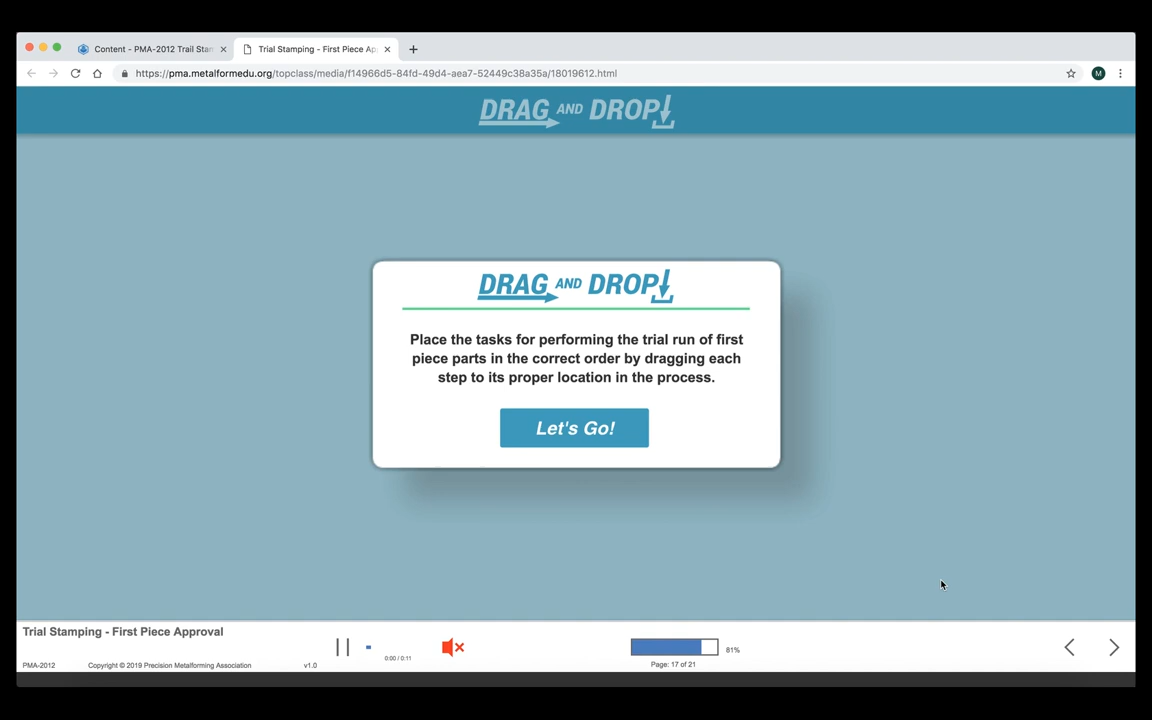 Content - PMA-2012 Trail Stan
Trial Stamping - First Piece Ap
https://pma.metalformedu.org/topclass/media/f14966d5-84fd-49d4-aea7-52449c38a35a/18019612.html
M
DRAG AND DROP
DRAG AND DROP
Place the tasks for performing the trial run of first
piece parts in the correct order by dragging each
step to its proper location in the process.
Let's Go!
Trial Stamping - First Piece Approval
0:00 / 0:11
81%
PMA-2012 Copyright © 2019 Precision Metalforming Association v1.0
Page: 17 of 21